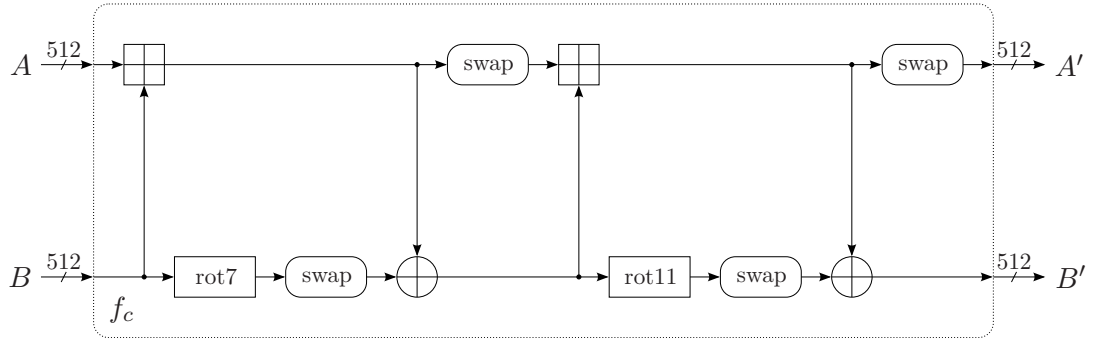 512 512
A swap swap A′
512 512
B rot7 swap rot11 swap B′
f_c